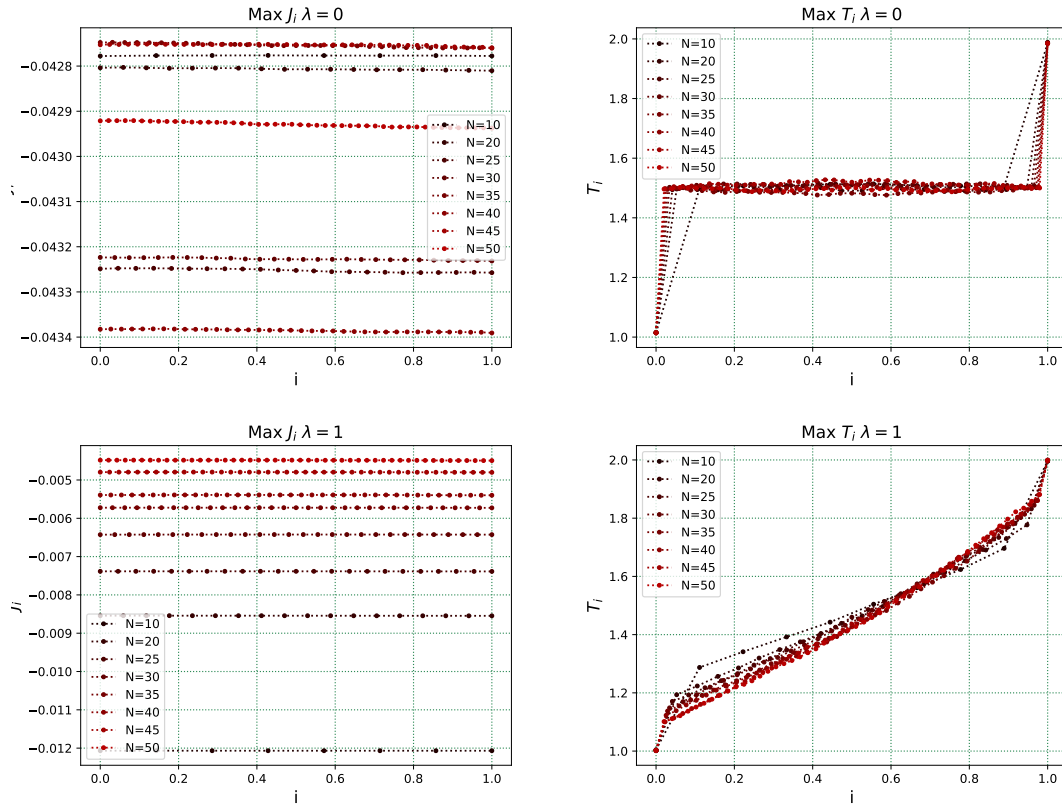 Max J_i λ = 0
−0.0428
−0.0429
−0.0430
−0.0431
−0.0432
−0.0433
−0.0434
0.0 0.2 0.4 0.6 0.8 1.0
i
N=10
N=20
N=25
N=30
N=35
N=40
N=45
N=50
Max T_i λ = 0
T_i
2.0
1.8
1.6
1.4
1.2
1.0
0.0 0.2 0.4 0.6 0.8 1.0
i
N=10
N=20
N=25
N=30
N=35
N=40
N=45
N=50
Max J_i λ = 1
J_i
−0.005
−0.006
−0.007
−0.008
−0.009
−0.010
−0.011
−0.012
0.0 0.2 0.4 0.6 0.8 1.0
i
N=10
N=20
N=25
N=30
N=35
N=40
N=45
N=50
Max T_i λ = 1
T_i
2.0
1.8
1.6
1.4
1.2
1.0
0.0 0.2 0.4 0.6 0.8 1.0
i
N=10
N=20
N=25
N=30
N=35
N=40
N=45
N=50